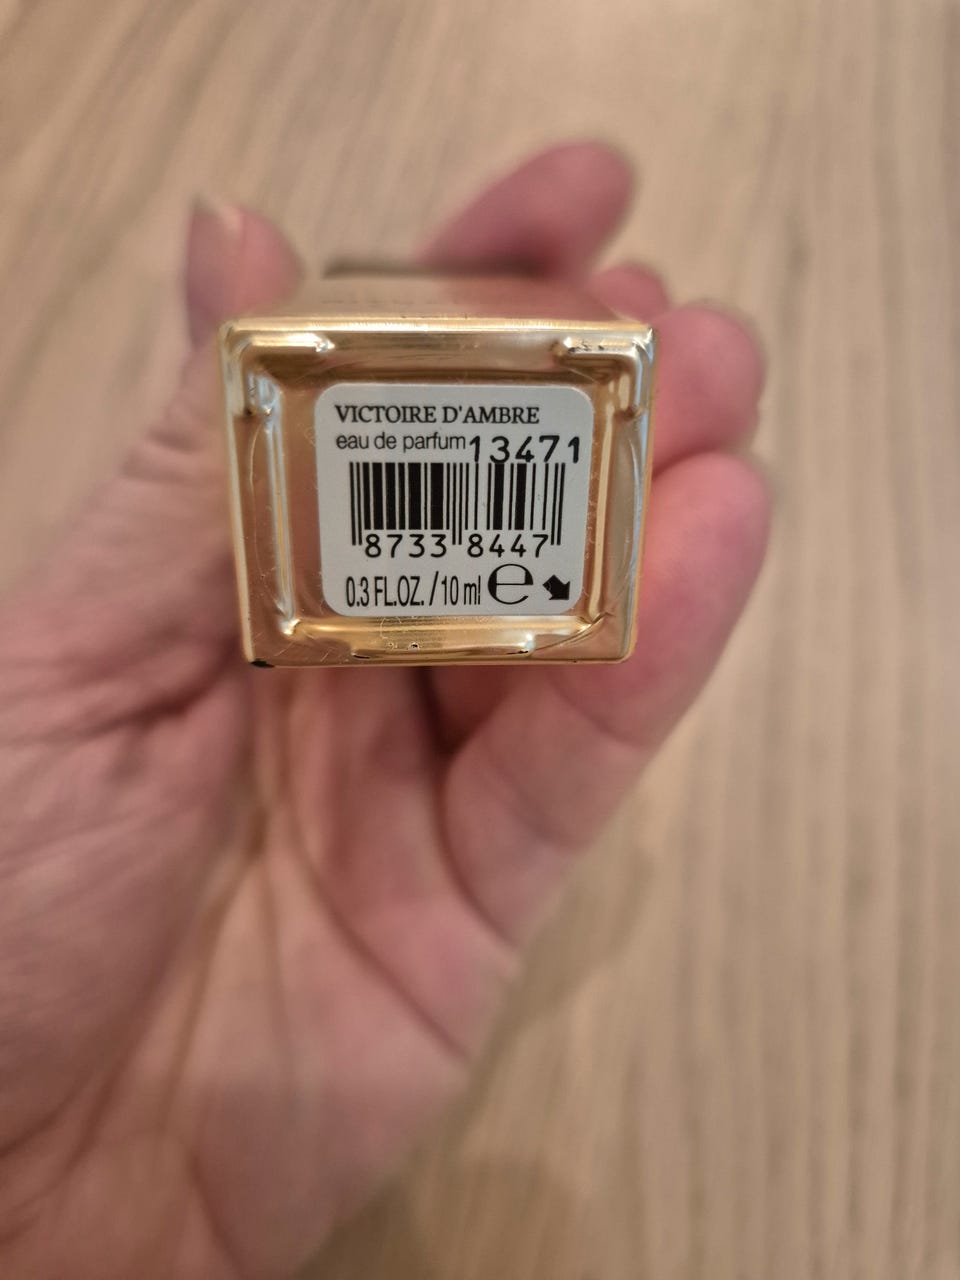 VICTOIRE D'AMBRE
eau de parfum 13471
8733 8447
0.3 FL.OZ. / 10 ml e